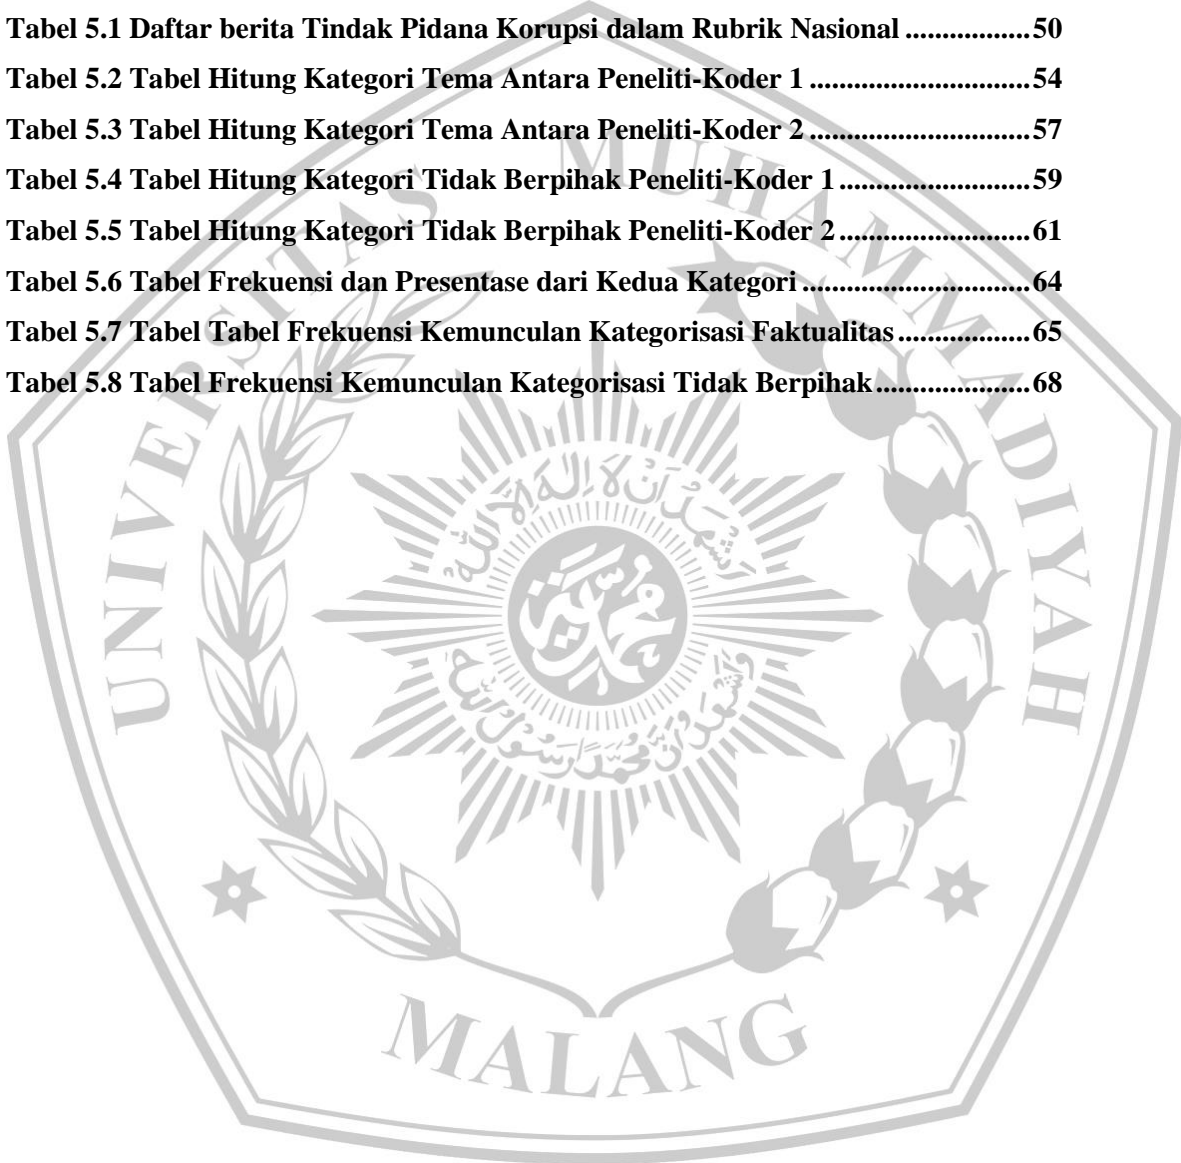 Tabel 5.1 Daftar berita Tindak Pidana Korupsi dalam Rubrik Nasional .................50
Tabel 5.2 Tabel Hitung Kategori Tema Antara Peneliti-Koder 1 ..............................54
Tabel 5.3 Tabel Hitung Kategori Tema Antara Peneliti-Koder 2 ..............................57
Tabel 5.4 Tabel Hitung Kategori Tidak Berpihak Peneliti-Koder 1 ..........................59
Tabel 5.5 Tabel Hitung Kategori Tidak Berpihak Peneliti-Koder 2 ..........................61
Tabel 5.6 Tabel Frekuensi dan Presentase dari Kedua Kategori ...............................64
Tabel 5.7 Tabel Tabel Frekuensi Kemunculan Kategorisasi Faktualitas ..................65
Tabel 5.8 Tabel Frekuensi Kemunculan Kategorisasi Tidak Berpihak .....................68
UNIVERSITAS MUHAMMADIYAH
MALANG